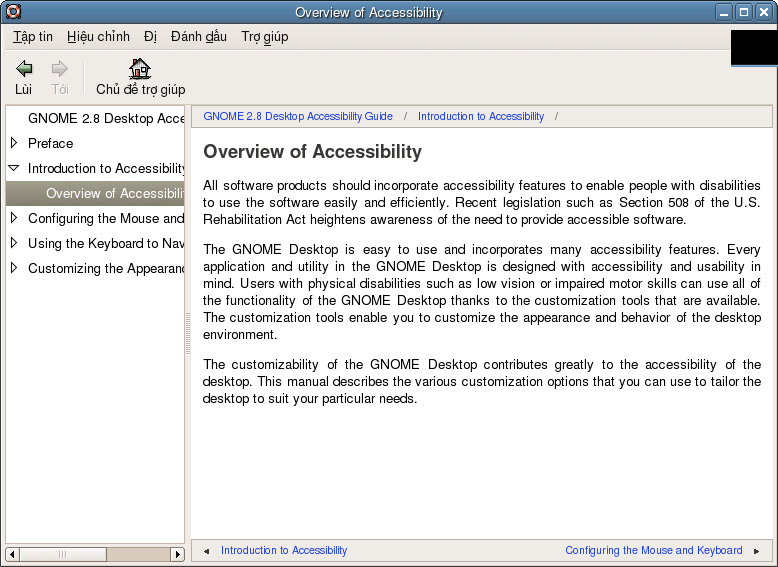 Overview of Accessibility
Tập tin Hiệu chỉnh Đi Đánh dấu Trợ giúp
Lùi Tới Chủ đề trợ giúp
GNOME 2.8 Desktop Acce
Preface
Introduction to Accessibility
Overview of Accessibili
Configuring the Mouse and
Using the Keyboard to Nav
Customizing the Appearan
GNOME 2.8 Desktop Accessibility Guide / Introduction to Accessibility /
Overview of Accessibility
All software products should incorporate accessibility features to enable people with disabilities
to use the software easily and efficiently. Recent legislation such as Section 508 of the U.S.
Rehabilitation Act heightens awareness of the need to provide accessible software.
The GNOME Desktop is easy to use and incorporates many accessibility features. Every
application and utility in the GNOME Desktop is designed with accessibility and usability in
mind. Users with physical disabilities such as low vision or impaired motor skills can use all of
the functionality of the GNOME Desktop thanks to the customization tools that are available.
The customization tools enable you to customize the appearance and behavior of the desktop
environment.
The customizability of the GNOME Desktop contributes greatly to the accessibility of the
desktop. This manual describes the various customization options that you can use to tailor the
desktop to suit your particular needs.
Introduction to Accessibility Configuring the Mouse and Keyboard